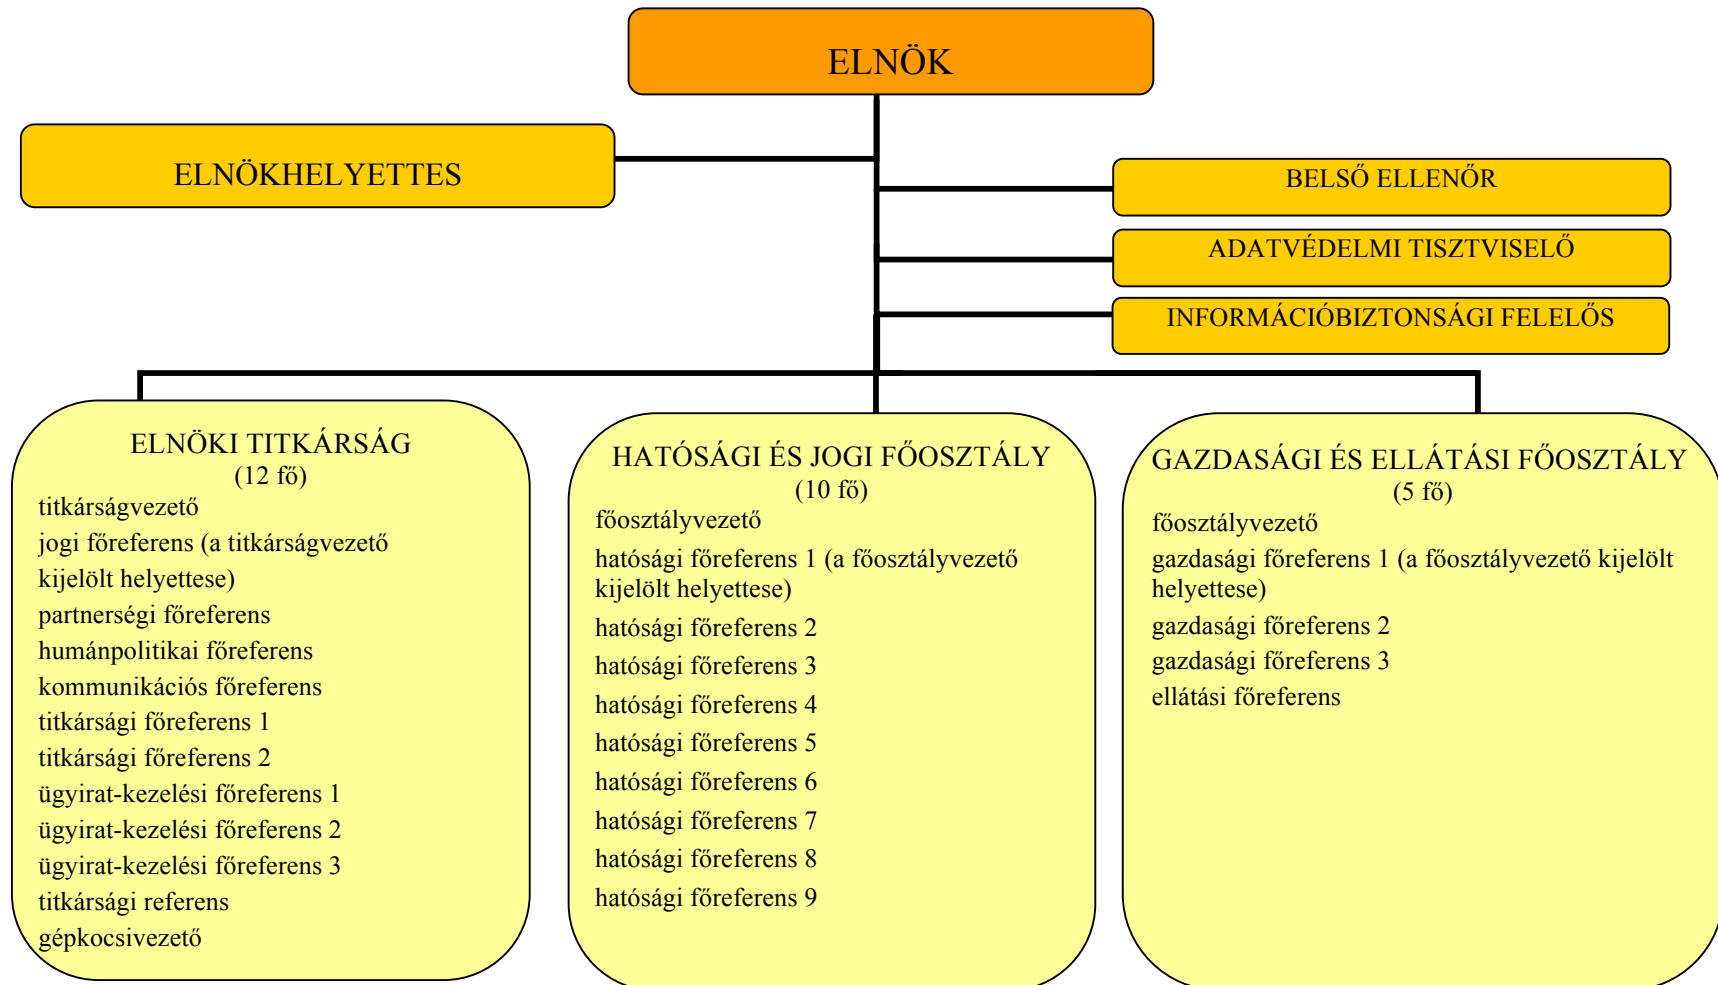 ELNÖK
ELNÖKHELYETTES
BELSŐ ELLENŐR
ADATVÉDELMI TISZTVISELŐ
INFORMÁCIÓBIZTONSÁGI FELELŐS
ELNÖKI TITKÁRSÁG
(12 fő)
titkárságvezető
jogi főreferens (a titkárságvezető
kijelölt helyettese)
partnerségi főreferens
humánpolitikai főreferens
kommunikációs főreferens
titkársági főreferens 1
titkársági főreferens 2
ügyirat-kezelési főreferens 1
ügyirat-kezelési főreferens 2
ügyirat-kezelési főreferens 3
titkársági referens
gépkocsivezető
HATÓSÁGI ÉS JOGI FŐOSZTÁLY
(10 fő)
főosztályvezető
hatósági főreferens 1 (a főosztályvezető
kijelölt helyettese)
hatósági főreferens 2
hatósági főreferens 3
hatósági főreferens 4
hatósági főreferens 5
hatósági főreferens 6
hatósági főreferens 7
hatósági főreferens 8
hatósági főreferens 9
GAZDASÁGI ÉS ELLÁTÁSI FŐOSZTÁLY
(5 fő)
főosztályvezető
gazdasági főreferens 1 (a főosztályvezető kijelölt
helyettese)
gazdasági főreferens 2
gazdasági főreferens 3
ellátási főreferens